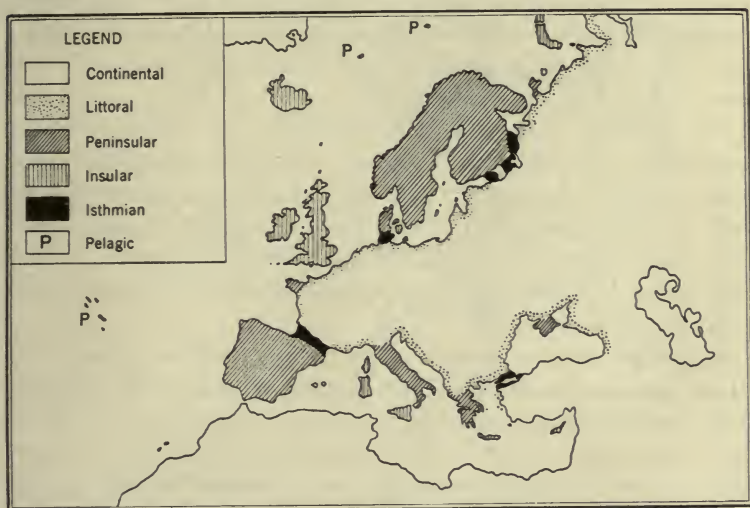 LEGEND
Continental
Littoral
Peninsular
Insular
Isthmian
P Pelagic
P
P
P